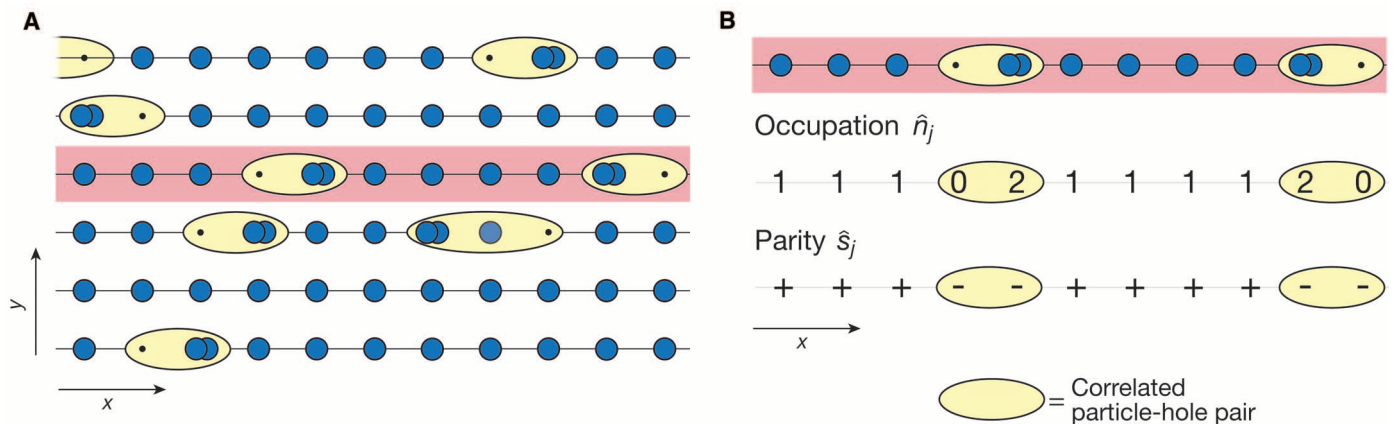 A
y
x
B
Occupation n̂ⱼ
1 1 1 0 2 1 1 1 1 2 0
Parity ŝⱼ
+ + + - - + + + + - -
x
= Correlated
particle-hole pair